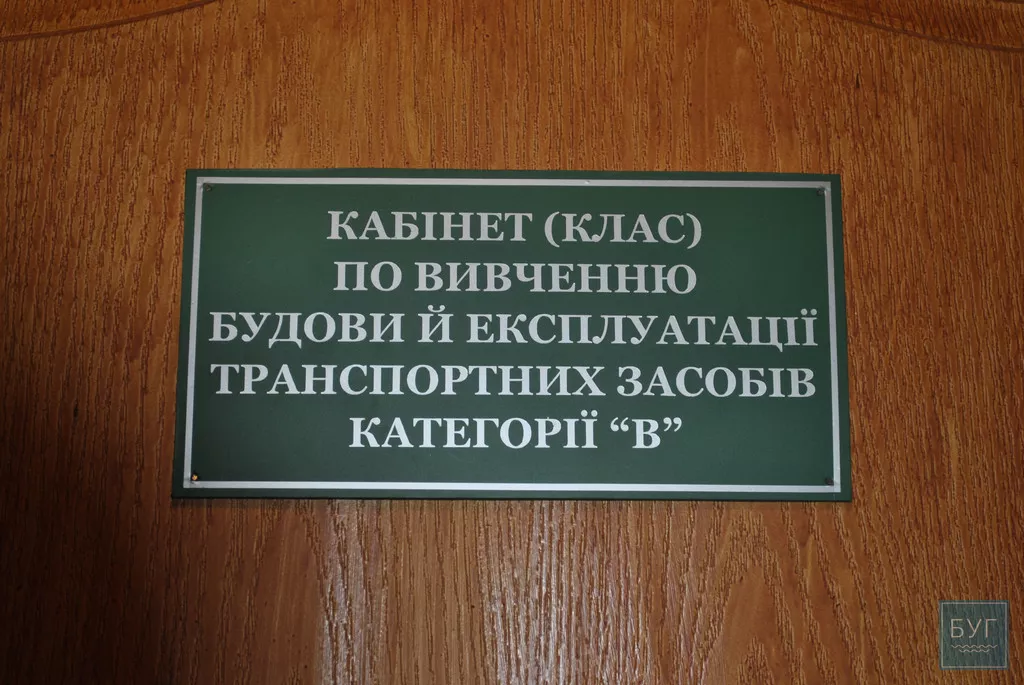 КАБІНЕТ (КЛАС)
ПО ВИВЧЕННЮ
БУДОВИ Й ЕКСПЛУАТАЦІЇ
ТРАНСПОРТНИХ ЗАСОБІВ
КАТЕГОРІЇ “В”
БУГ